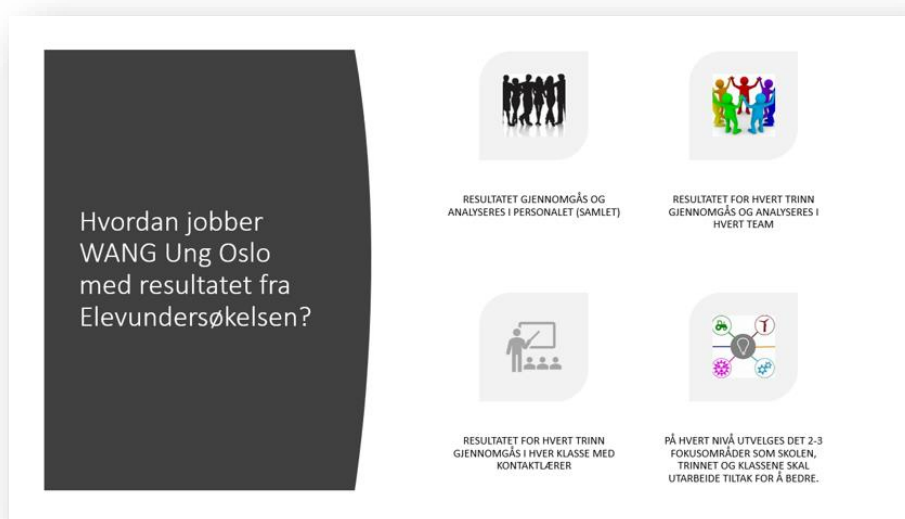 Hvordan jobber
WANG Ung Oslo
med resultatet fra
Elevundersøkelsen?
RESULTATET GJENNOMGÅS OG
ANALYSERES I PERSONALET (SAMLET)
RESULTATET FOR HVERT TRINN
GJENNOMGÅS OG ANALYSERES I
HVERT TEAM
RESULTATET FOR HVERT TRINN
GJENNOMGÅS I HVER KLASSE MED
KONTAKTLÆRER
PÅ HVERT NIVÅ UTVELGES DET 2-3
FOKUSOMRÅDER SOM SKOLEN,
TRINNET OG KLASSENE SKAL
UTARBEIDE TILTAK FOR Å BEDRE.